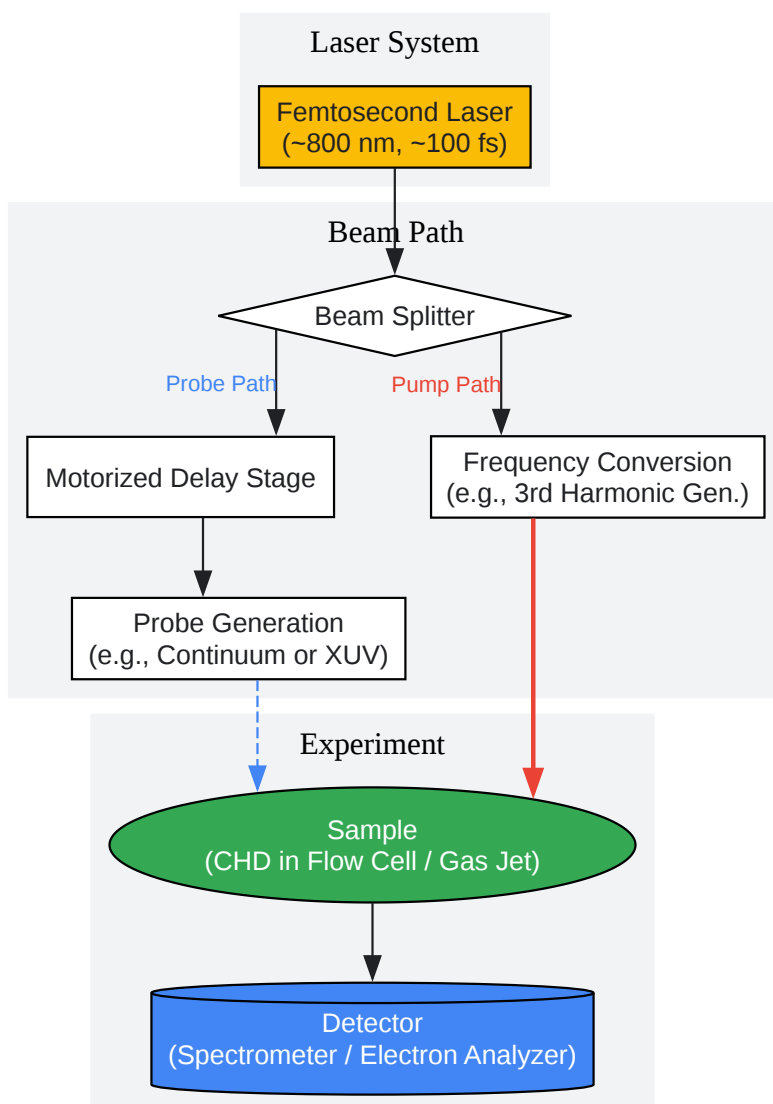 Laser System
Femtosecond Laser
(~800 nm, ~100 fs)
Beam Path
Beam Splitter
Probe Path
Pump Path
Motorized Delay Stage
Frequency Conversion
(e.g., 3rd Harmonic Gen.)
Probe Generation
(e.g., Continuum or XUV)
Experiment
Sample
(CHD in Flow Cell / Gas Jet)
Detector
(Spectrometer / Electron Analyzer)